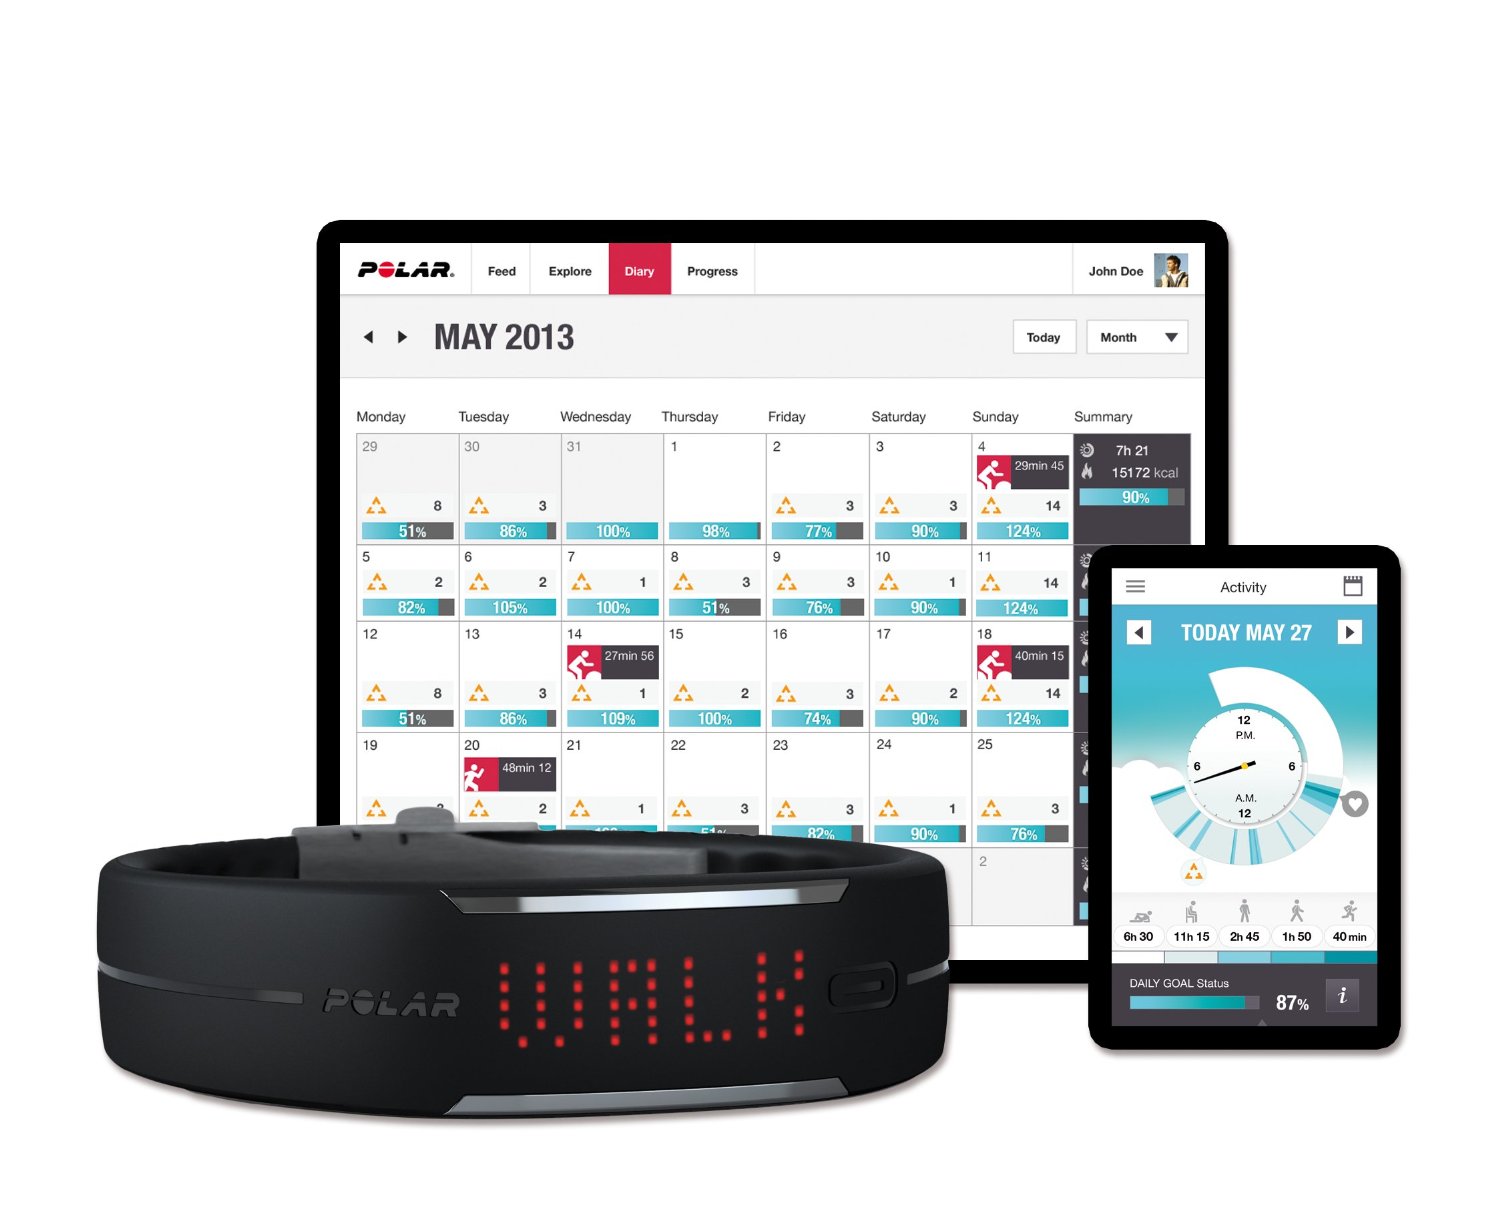 POLAR. Feed Explore Diary Progress John Doe
MAY 2013 Today Month
Monday Tuesday Wednesday Thursday Friday Saturday Sunday Summary
29 30 31 1 2 3 4
29min 45
7h 21
15172 kcal
8 3 3 3 14
90%
51% 86% 100% 98% 77% 90% 124%
5 6 7 8 9 10 11
2 2 1 3 3 1 14
82% 105% 100% 51% 76% 90% 124%
12 13 14 15 16 17 18
27min 56 40min 15
8 3 1 2 3 2 14
51% 86% 109% 100% 74% 90% 124%
19 20 21 22 23 24 25
48min 12
2 1 3 3 1 3
51% 82% 90% 76%
2
POLAR WALK
Activity
TODAY MAY 27
12
P.M.
6 6
A.M.
12
6h 30 11h 15 2h 45 1h 50 40min
DAILY GOAL Status
87% i